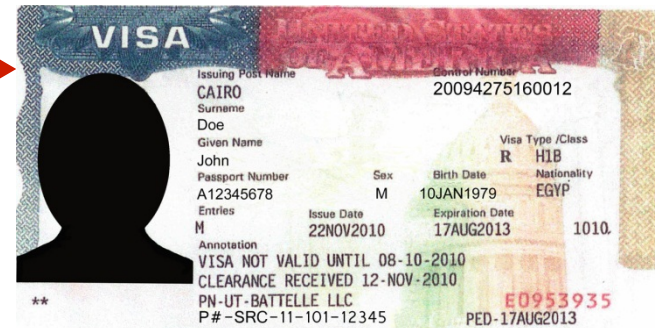 VISA
UNITED STATES
OF AMERICA
Issuing Post Name Control Number
CAIRO 20094275160012
Surname
Doe
Given Name Visa Type /Class
John R H1B
Passport Number Sex Birth Date Nationality
A12345678 M 10JAN1979 EGYP
Entries Issue Date Expiration Date
M 22NOV2010 17AUG2013 1010
Annotation
VISA NOT VALID UNTIL 08-10-2010
CLEARANCE RECEIVED 12-NOV-2010
PN-UT-BATTELLE LLC E0953935
** P#-SRC-11-101-12345 PED-17AUG2013